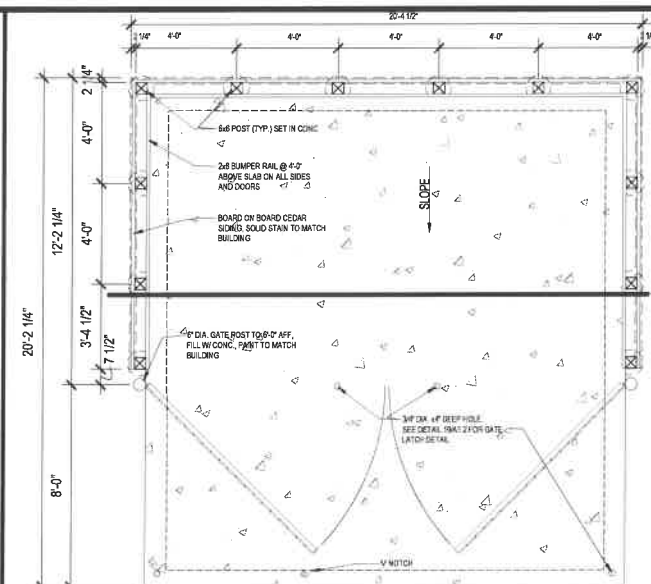 20'-4 1/2"
1/4" 4'-0" 4'-0" 4'-0" 4'-0" 4'-0"
2 1/4"
6x6 POST (TYP.) SET IN CONC
4'-0"
2x8 BUMPER RAIL @ 4'-0"
ABOVE SLAB ON ALL SIDES
AND DOORS
SLOPE
BOARD ON BOARD CEDAR
SIDING, SOLID STAIN TO MATCH
BUILDING
4'-0"
12'-2 1/4"
20'-2 1/4"
3'-4 1/2"
7 1/2"
6" DIA. GATE POST TO 6'-0" AFF,
FILL W/ CONC., PAINT TO MATCH
BUILDING
3/4" DIA. x4" DEEP HOLE.
SEE DETAIL FOR GATE
LATCH DETAIL
8'-0"
V NOTCH